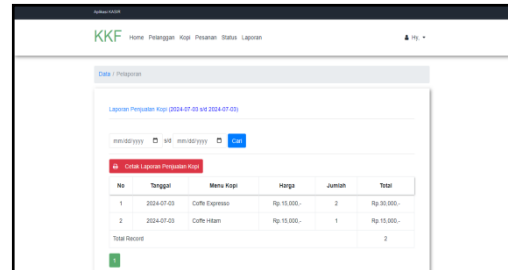 Aplikasi KASIR
KKF Home Pelanggan Kopi Pesanan Status Laporan Hy,
Data / Pelaporan
Laporan Penjualan Kopi (2024-07-03 s/d 2024-07-03)
mm/dd/yyyy s/d mm/dd/yyyy Cari
Cetak Laporan Penjualan Kopi
No Tanggal Menu Kopi Harga Jumlah Total
1 2024-07-03 Coffe Expresso Rp.15,000,- 2 Rp 30,000,-
2 2024-07-03 Coffe Hitam Rp.15,000,- 1 Rp 15,000,-
Total Record 2
1